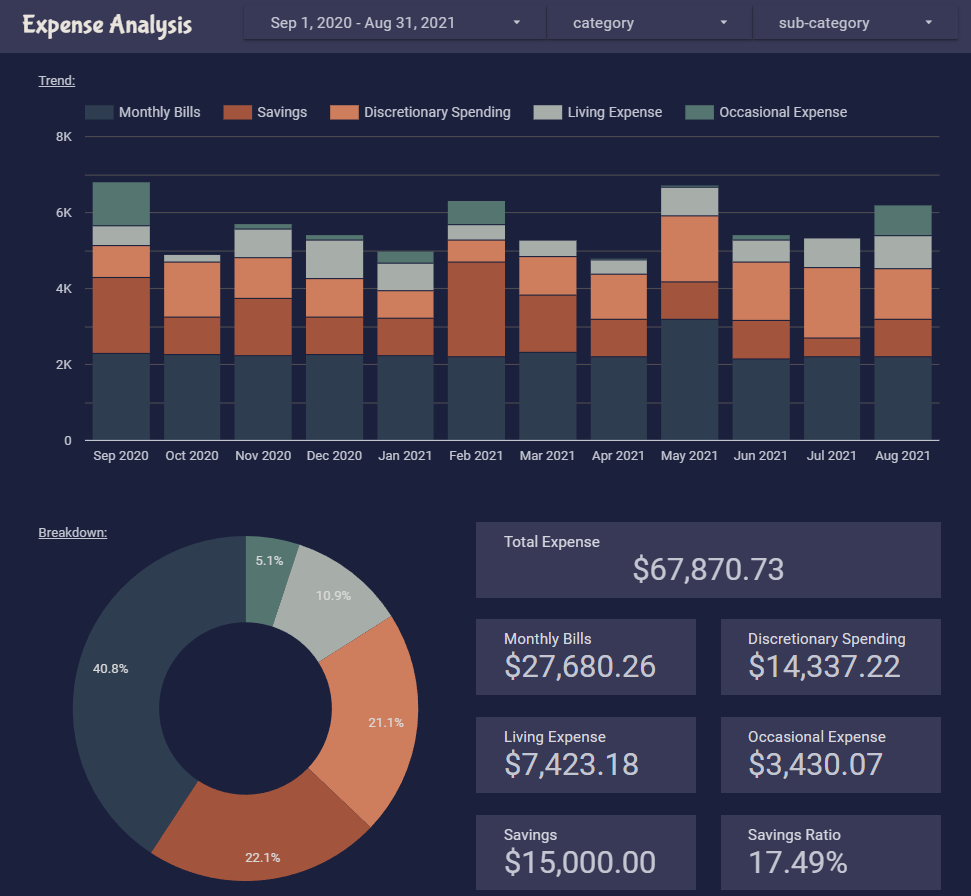 Expense Analysis
Sep 1, 2020 - Aug 31, 2021
category
sub-category
Trend:
Monthly Bills
Savings
Discretionary Spending
Living Expense
Occasional Expense
8K
6K
4K
2K
0
Sep 2020
Oct 2020
Nov 2020
Dec 2020
Jan 2021
Feb 2021
Mar 2021
Apr 2021
May 2021
Jun 2021
Jul 2021
Aug 2021
Breakdown:
5.1%
10.9%
40.8%
21.1%
22.1%
Total Expense
$67,870.73
Monthly Bills
$27,680.26
Discretionary Spending
$14,337.22
Living Expense
$7,423.18
Occasional Expense
$3,430.07
Savings
$15,000.00
Savings Ratio
17.49%